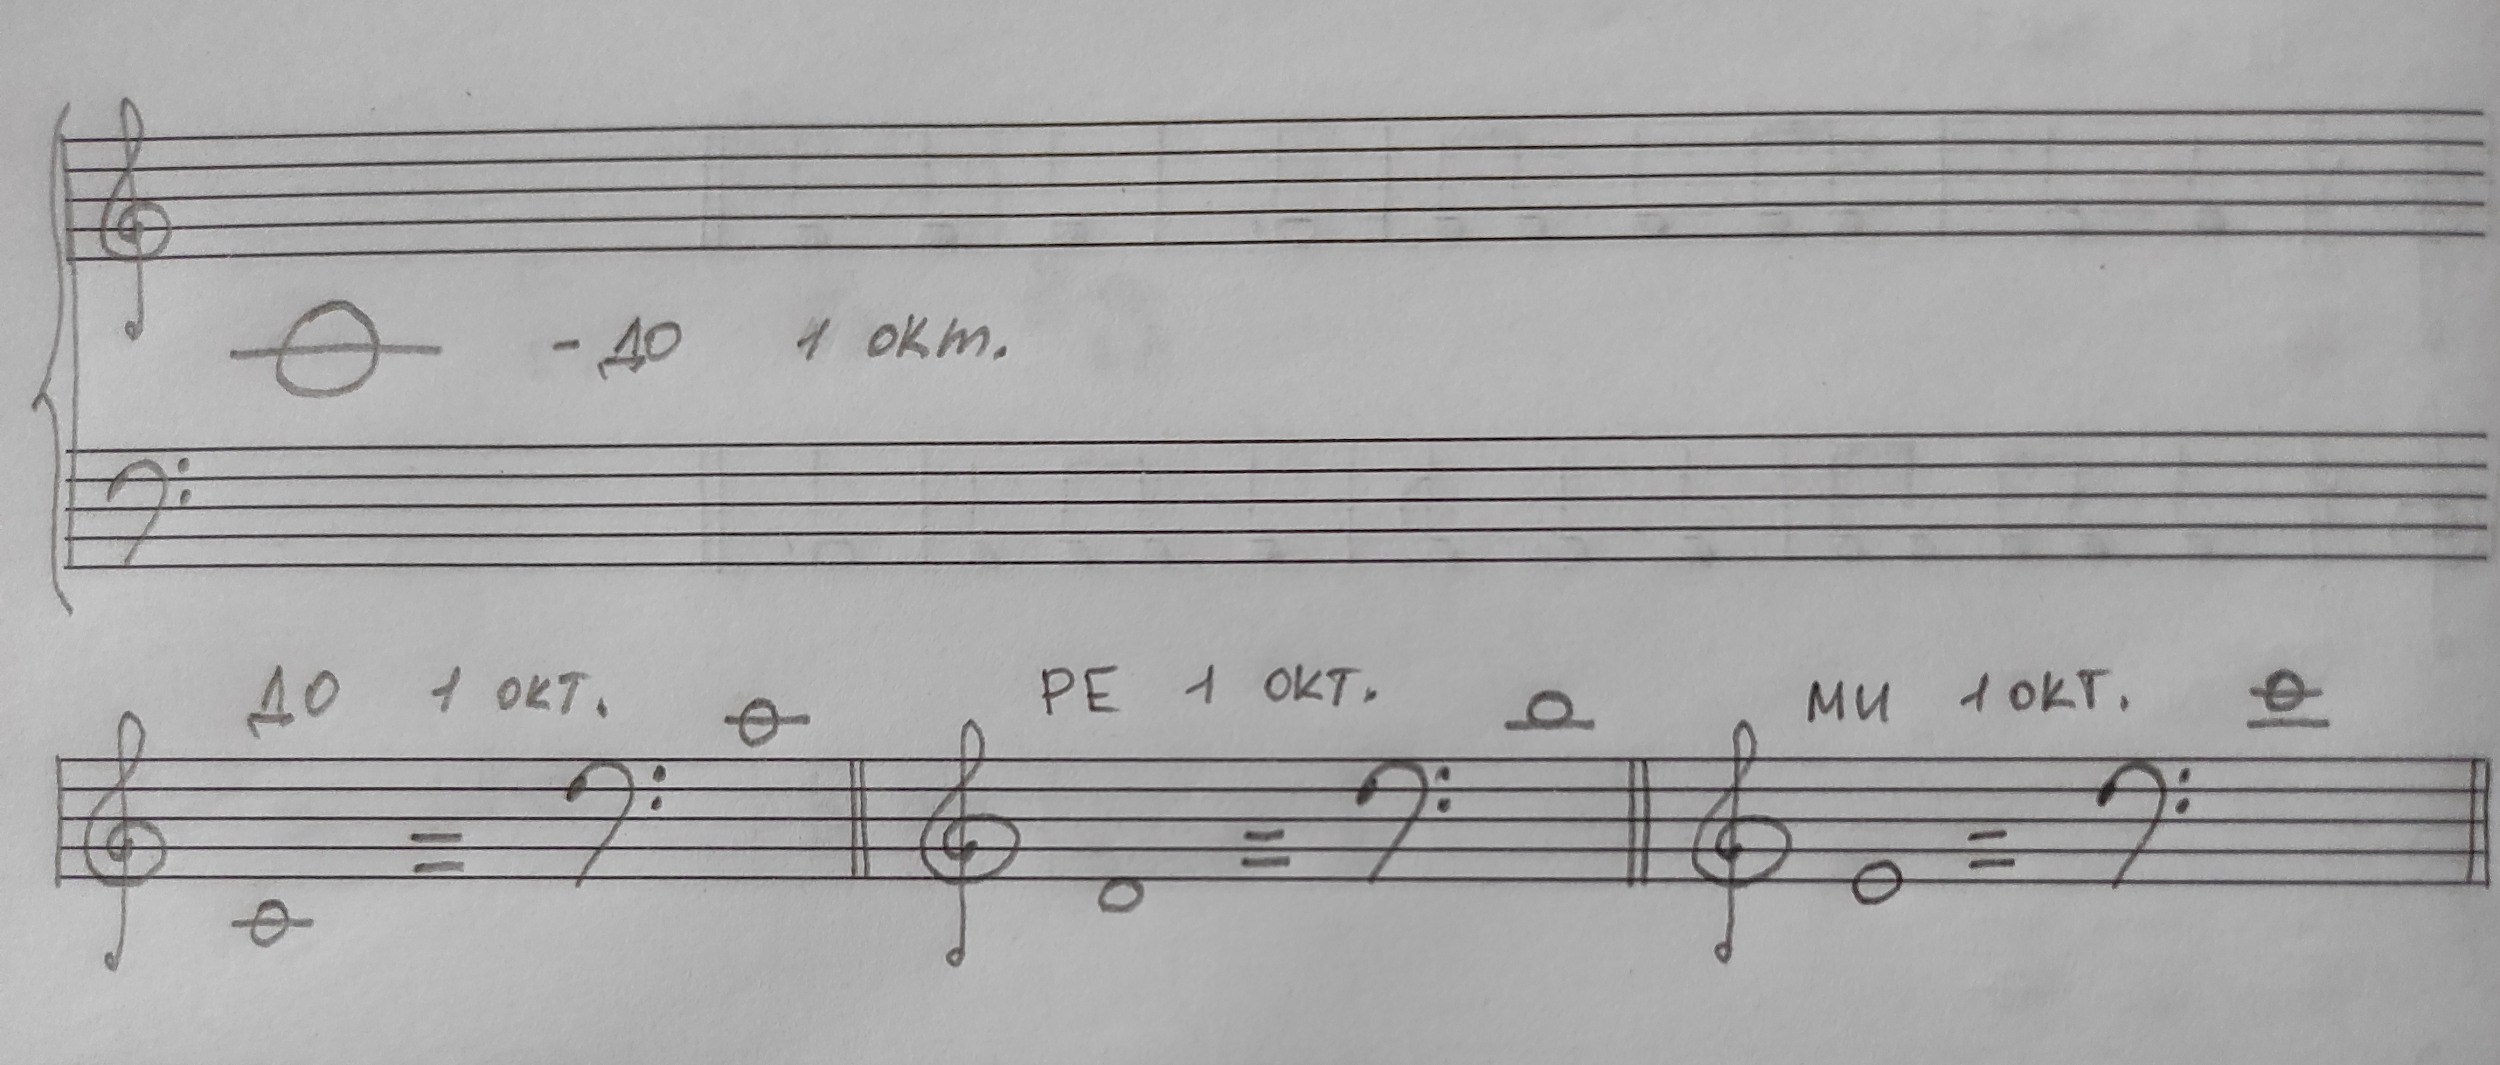 - ДО 1 окт.
ДО 1 ОКТ. РЕ 1 ОКТ. МИ 1 ОКТ.